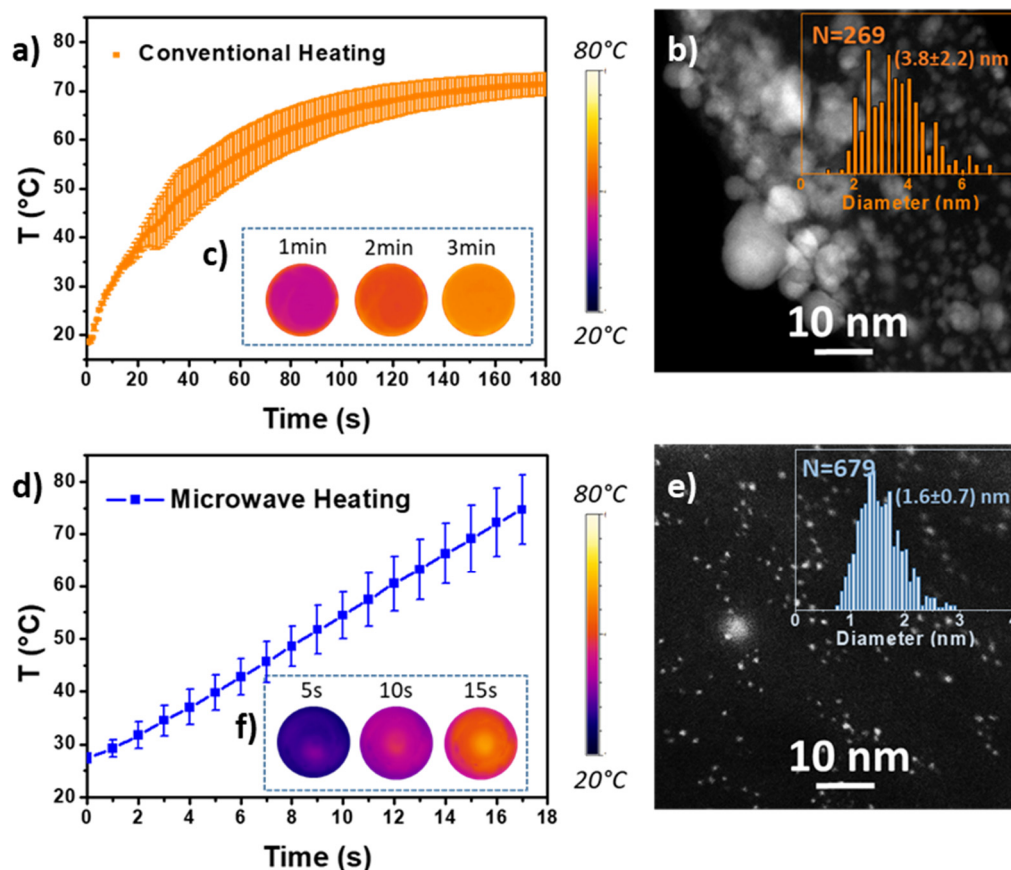 a)
Conventional Heating
T (°C)
80
70
60
50
40
30
20
0 20 40 60 80 100 120 140 160 180
Time (s)
c)
1min 2min 3min
80°C
20°C
b)
N=269
(3.8±2.2) nm
0 2 4 6
Diameter (nm)
10 nm
d)
Microwave Heating
T (°C)
80
70
60
50
40
30
20
0 2 4 6 8 10 12 14 16 18
Time (s)
f)
5s 10s 15s
80°C
20°C
e)
N=679
(1.6±0.7) nm
0 1 2 3 4
Diameter (nm)
10 nm